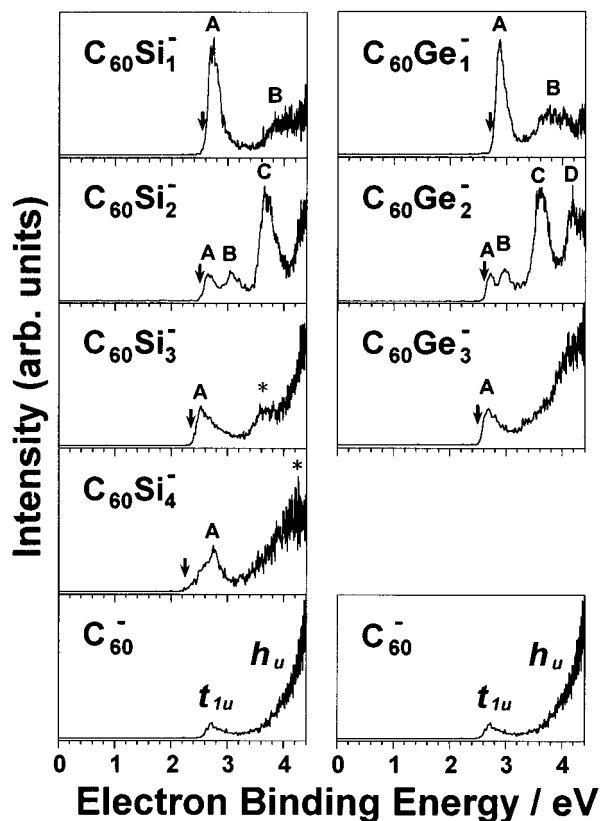 Intensity (arb. units)
C60Si1-
A
B
C60Ge1-
A
B
C60Si2-
A
B
C
C60Ge2-
A
B
C
D
C60Si3-
A
*
C60Ge3-
A
C60Si4-
A
*
C60-
t1u
hu
C60-
t1u
hu
0 1 2 3 4 0 1 2 3 4
Electron Binding Energy / eV